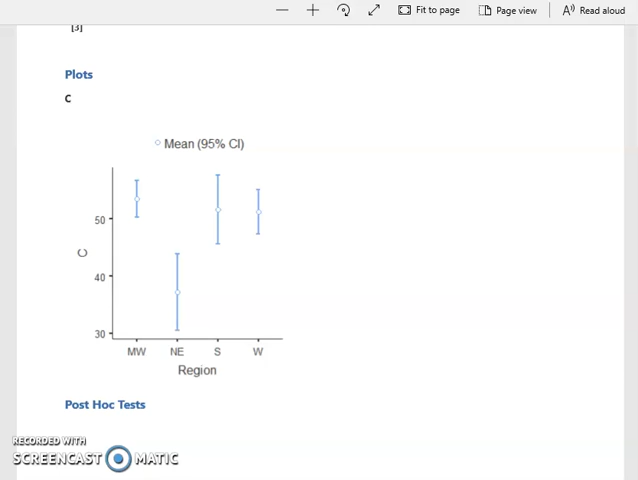 Fit to page
Page view
Read aloud
[3]
Plots
C
Mean (95% CI)
50
40
30
C
MW
NE
S
W
Region
Post Hoc Tests
RECORDED WITH
SCREENCAST MATIC